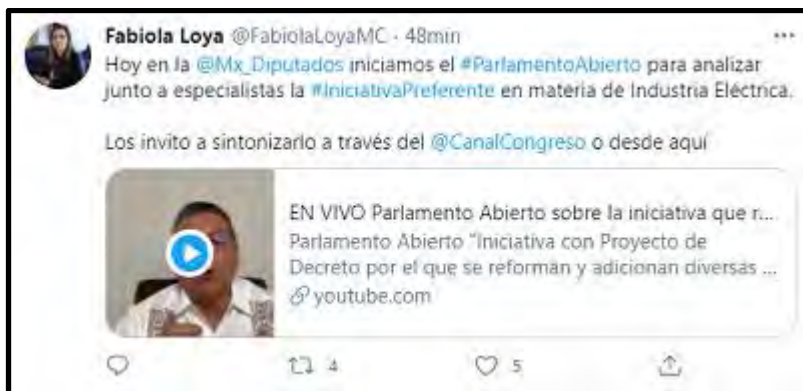 Fabiola Loya @FabiolaLoyaMC · 48min
Hoy en la @Mx_Diputados iniciamos el #ParlamentoAbierto para analizar
junto a especialistas la #IniciativaPreferente en materia de Industria Eléctrica.
Los invito a sintonizarlo a través del @CanalCongreso o desde aquí
EN VIVO Parlamento Abierto sobre la iniciativa que r...
Parlamento Abierto "Iniciativa con Proyecto de
Decreto por el que se reforman y adicionan diversas ...
youtube.com
4 5